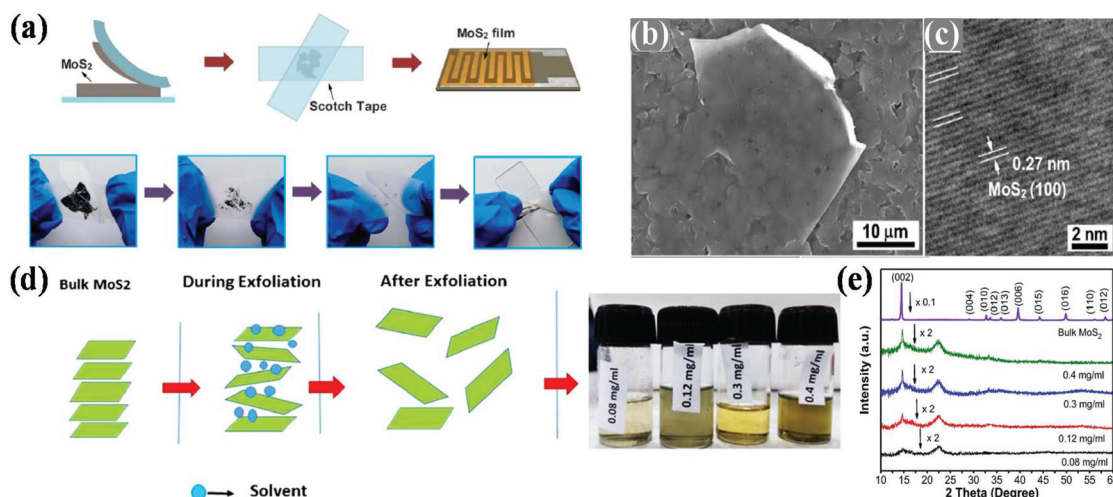 (a)
MoS2
Scotch Tape
MoS2 film
(b)
10 μm
(c)
0.27 nm
MoS2 (100)
2 nm
(d)
Bulk MoS2
During Exfoliation
After Exfoliation
Solvent
0.08 mg/ml
0.12 mg/ml
0.3 mg/ml
0.4 mg/ml
(e)
Intensity (a.u.)
(002)
x 0.1
(004)
(010)
(012)
(013)
(006)
(015)
(016)
(110)
(012)
Bulk MoS2
x 2
0.4 mg/ml
x 2
0.3 mg/ml
x 2
0.12 mg/ml
x 2
0.08 mg/ml
10 15 20 25 30 35 40 45 50 55 60
2 Theta (Degree)